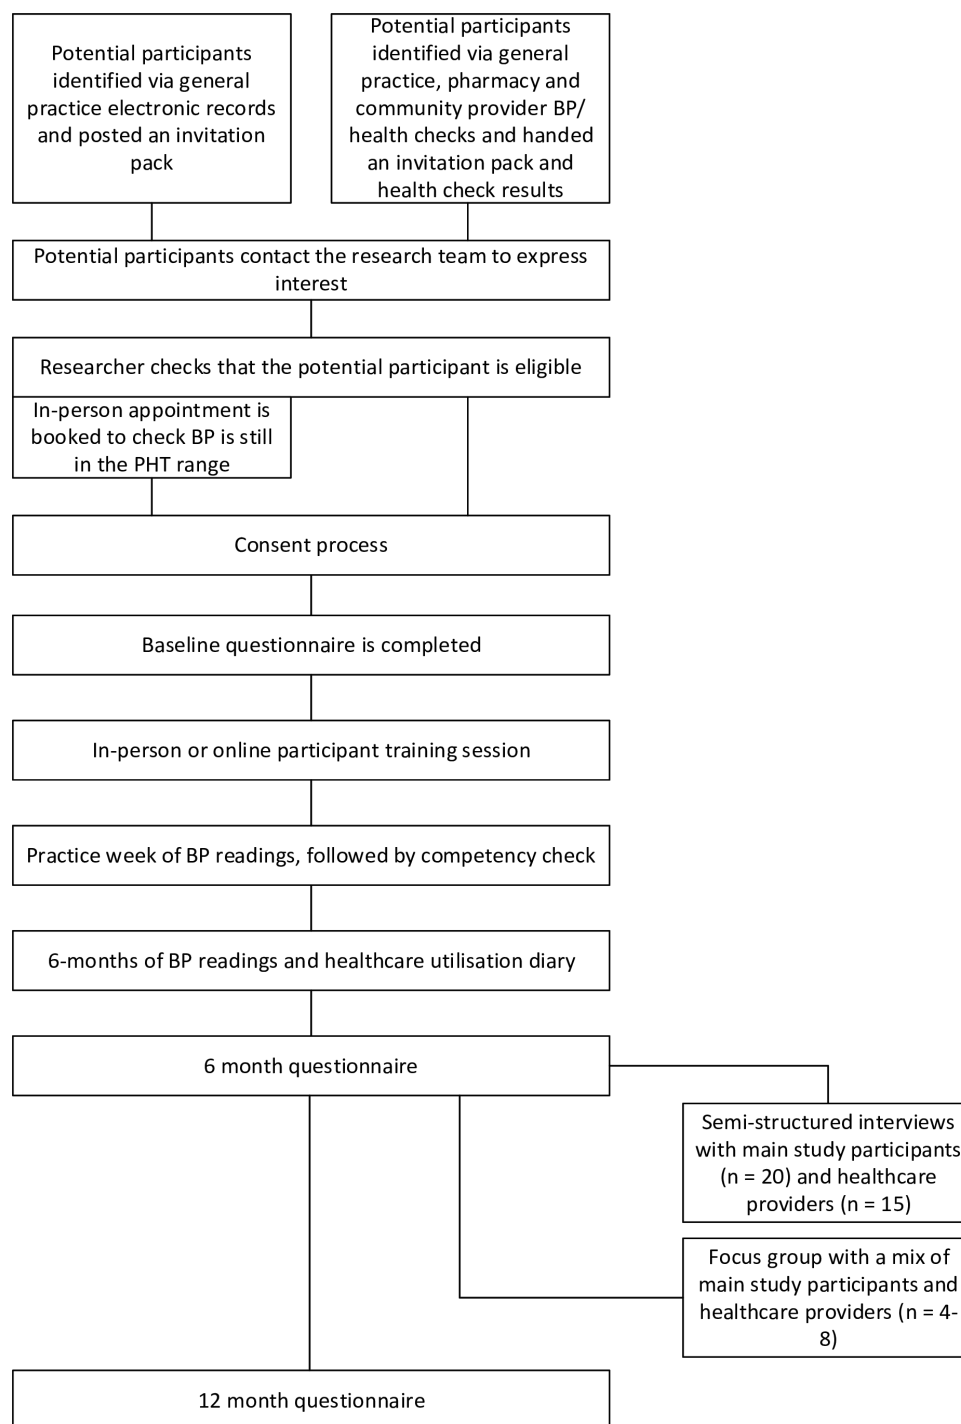 Potential participants
identified via general
practice electronic records
and posted an invitation
pack
Potential participants
identified via general
practice, pharmacy and
community provider BP/
health checks and handed
an invitation pack and
health check results
Potential participants contact the research team to express
interest
Researcher checks that the potential participant is eligible
In-person appointment is
booked to check BP is still
in the PHT range
Consent process
Baseline questionnaire is completed
In-person or online participant training session
Practice week of BP readings, followed by competency check
6-months of BP readings and healthcare utilisation diary
6 month questionnaire
Semi-structured interviews
with main study participants
(n = 20) and healthcare
providers (n = 15)
Focus group with a mix of
main study participants and
healthcare providers (n = 4-
8)
12 month questionnaire